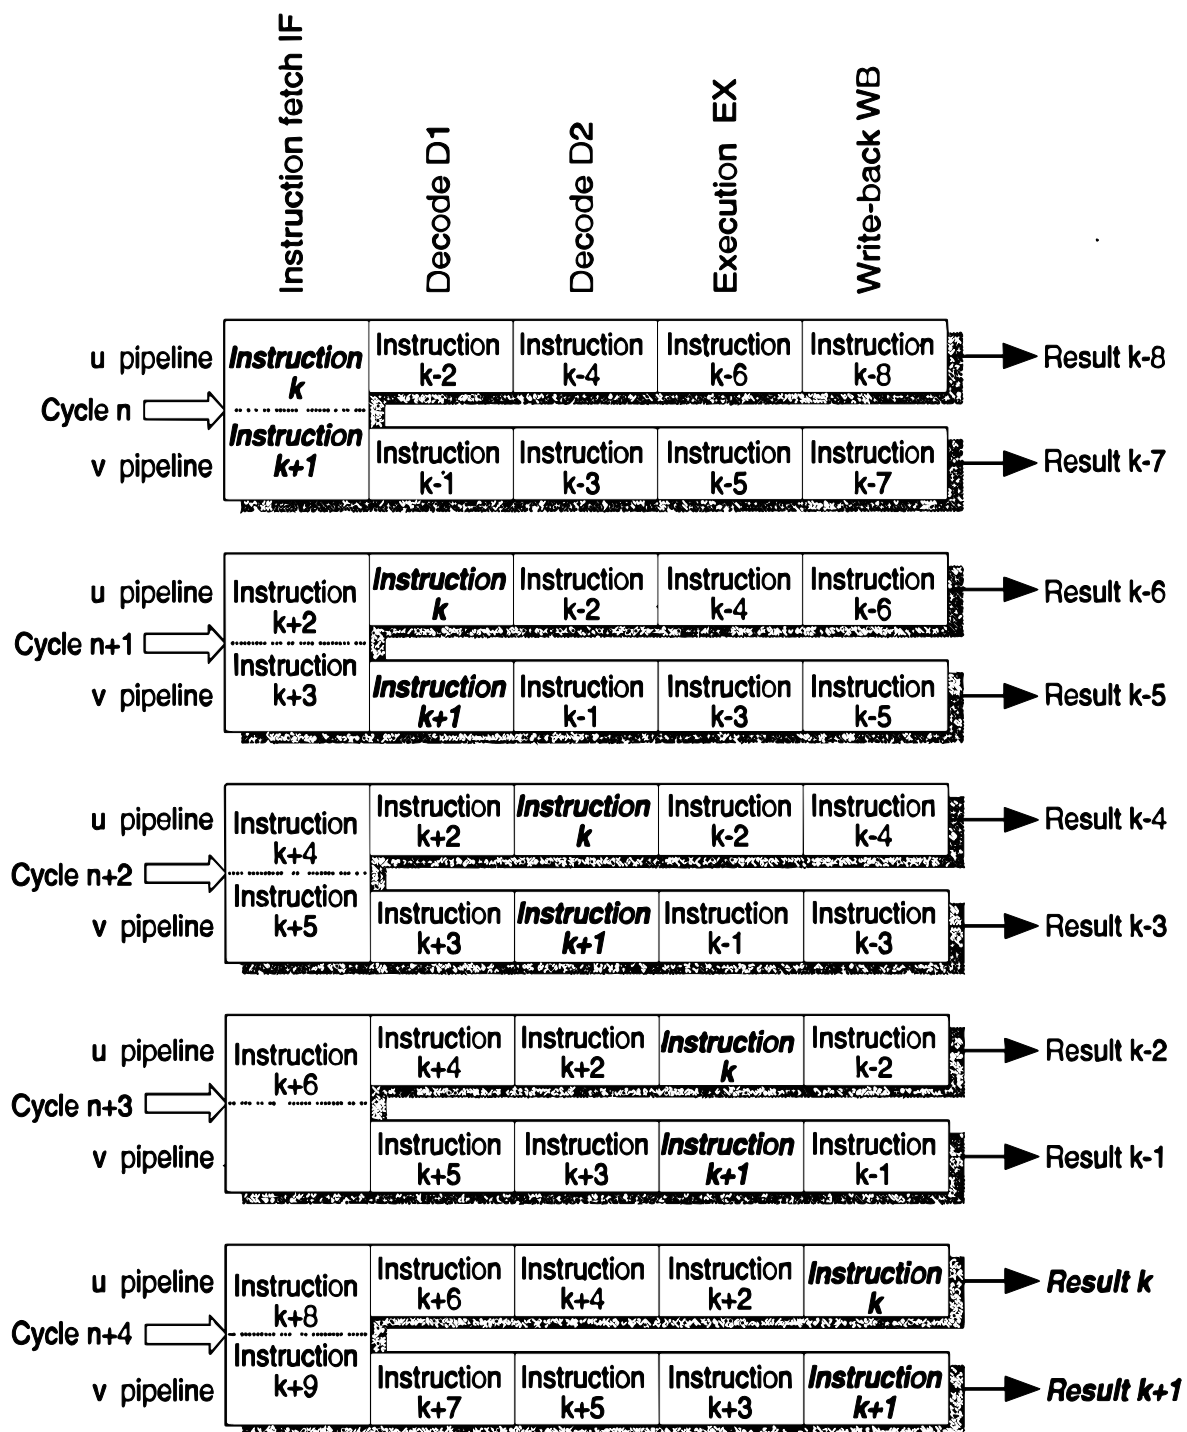 Instruction fetch IF
Decode D1
Decode D2
Execution EX
Write-back WB
u pipeline
Instruction
k
Instruction
k-2
Instruction
k-4
Instruction
k-6
Instruction
k-8
Result k-8
Cycle n
v pipeline
Instruction
k+1
Instruction
k-1
Instruction
k-3
Instruction
k-5
Instruction
k-7
Result k-7
u pipeline
Instruction
k+2
Instruction
k
Instruction
k-2
Instruction
k-4
Instruction
k-6
Result k-6
Cycle n+1
v pipeline
Instruction
k+3
Instruction
k+1
Instruction
k-1
Instruction
k-3
Instruction
k-5
Result k-5
u pipeline
Instruction
k+4
Instruction
k+2
Instruction
k
Instruction
k-2
Instruction
k-4
Result k-4
Cycle n+2
v pipeline
Instruction
k+5
Instruction
k+3
Instruction
k+1
Instruction
k-1
Instruction
k-3
Result k-3
u pipeline
Instruction
k+6
Instruction
k+4
Instruction
k+2
Instruction
k
Instruction
k-2
Result k-2
Cycle n+3
v pipeline
Instruction
k+5
Instruction
k+3
Instruction
k+1
Instruction
k-1
Result k-1
u pipeline
Instruction
k+8
Instruction
k+6
Instruction
k+4
Instruction
k+2
Instruction
k
Result k
Cycle n+4
v pipeline
Instruction
k+9
Instruction
k+7
Instruction
k+5
Instruction
k+3
Instruction
k+1
Result k+1